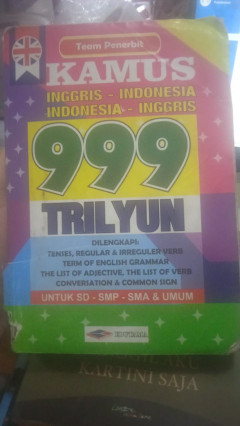 Team Penerbit
KAMUS
INGGRIS - INDONESIA
INDONESIA - INGGRIS
999
TRILYUN
DILENGKAPI:
TENSES, REGULAR & IRREGULER VERB
TERM OF ENGLISH GRAMMAR
THE LIST OF ADJECTIVE, THE LIST OF VERB
CONVERSATION & COMMON SIGN
UNTUK SD - SMP - SMA & UMUM
KARTINI SAJA